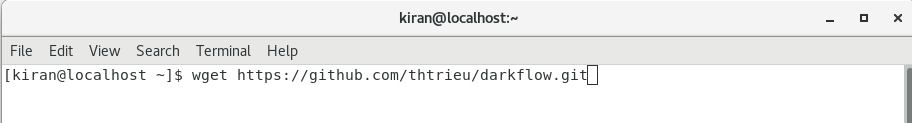 kiran@localhost:~
File Edit View Search Terminal Help
[kiran@localhost ~]$ wget https://github.com/thtrieu/darkflow.git